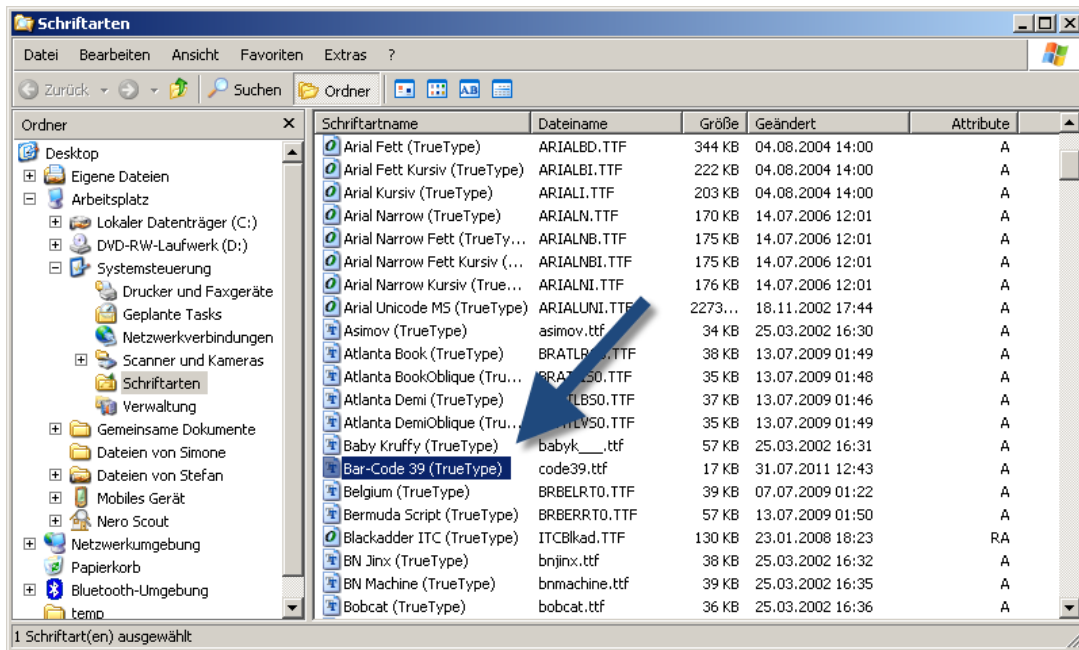 Schriftarten
Datei Bearbeiten Ansicht Favoriten Extras ?
Zurück Suchen Ordner
Ordner
Desktop
Eigene Dateien
Arbeitsplatz
Lokaler Datenträger (C:)
DVD-RW-Laufwerk (D:)
Systemsteuerung
Drucker und Faxgeräte
Geplante Tasks
Netzwerkverbindungen
Scanner und Kameras
Schriftarten
Verwaltung
Gemeinsame Dokumente
Dateien von Simone
Dateien von Stefan
Mobiles Gerät
Nero Scout
Netzwerkumgebung
Papierkorb
Bluetooth-Umgebung
temp
Schriftartname Dateiname Größe Geändert Attribute
Arial Fett (TrueType) ARIALBD.TTF 344 KB 04.08.2004 14:00 A
Arial Fett Kursiv (TrueType) ARIALBI.TTF 222 KB 04.08.2004 14:00 A
Arial Kursiv (TrueType) ARIALI.TTF 203 KB 04.08.2004 14:00 A
Arial Narrow (TrueType) ARIALN.TTF 170 KB 14.07.2006 12:01 A
Arial Narrow Fett (TrueTy... ARIALNB.TTF 175 KB 14.07.2006 12:01 A
Arial Narrow Fett Kursiv (... ARIALNBI.TTF 175 KB 14.07.2006 12:01 A
Arial Narrow Kursiv (True... ARIALNI.TTF 176 KB 14.07.2006 12:01 A
Arial Unicode MS (TrueType) ARIALUNI.TTF 2273... 18.11.2002 17:44 A
Asimov (TrueType) asimov.ttf 34 KB 25.03.2002 16:30 A
Atlanta Book (TrueType) 38 KB 13.07.2009 01:49 A
Atlanta BookOblique (Tru... 35 KB 13.07.2009 01:48 A
Atlanta Demi (TrueType) 37 KB 13.07.2009 01:46 A
Atlanta DemiOblique (Tru... 35 KB 13.07.2009 01:49 A
Baby Kruffy (TrueType) babyk___.ttf 57 KB 25.03.2002 16:31 A
Bar-Code 39 (TrueType) code39.ttf 17 KB 31.07.2011 12:43 A
Belgium (TrueType) BRBELRT0.TTF 39 KB 07.07.2009 01:22 A
Bermuda Script (TrueType) BRBERRT0.TTF 57 KB 13.07.2009 01:50 A
Blackadder ITC (TrueType) ITCBlkad.TTF 130 KB 23.01.2008 18:23 RA
BN Jinx (TrueType) bnjinx.ttf 38 KB 25.03.2002 16:32 A
BN Machine (TrueType) bnmachine.ttf 39 KB 25.03.2002 16:35 A
Bobcat (TrueType) bobcat.ttf 36 KB 25.03.2002 16:36 A
1 Schriftart(en) ausgewählt